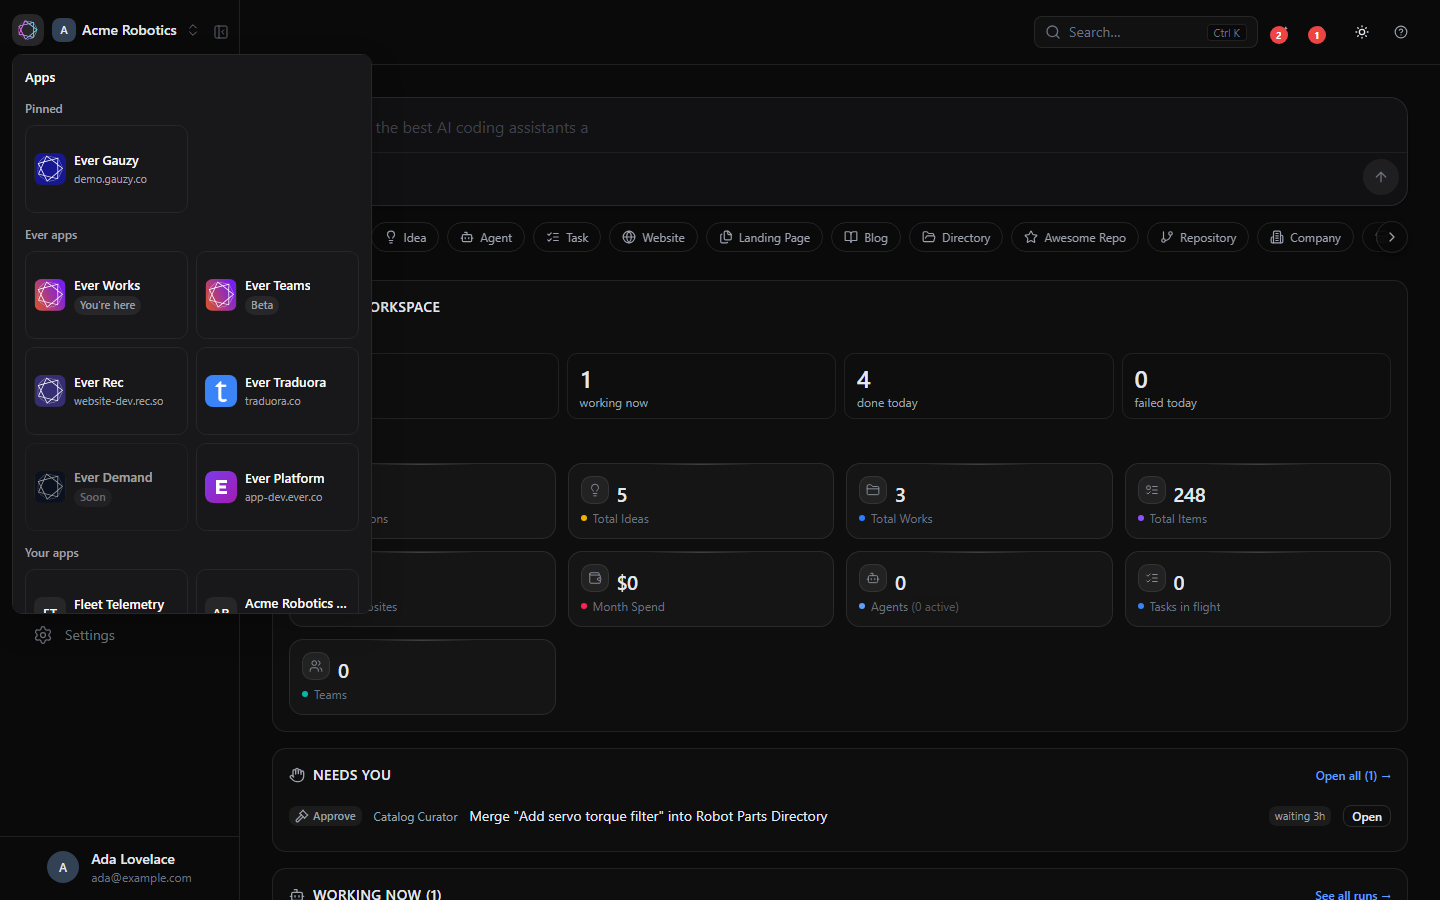 A Acme Robotics
Search... Ctrl K
2
1
Apps
Pinned
Ever Gauzy
demo.gauzy.co
Ever apps
Ever Works
You're here
Ever Teams
Beta
Ever Rec
website-dev.rec.so
t
Ever Traduora
traduora.co
Ever Demand
Soon
E
Ever Platform
app-dev.ever.co
Your apps
Fleet Telemetry
Acme Robotics ...
Settings
A
Ada Lovelace
ada@example.com
the best AI coding assistants a
Idea
Agent
Task
Website
Landing Page
Blog
Directory
Awesome Repo
Repository
Company
ORKSPACE
1
working now
4
done today
0
failed today
ons
5
Total Ideas
3
Total Works
248
Total Items
osites
$0
Month Spend
0
Agents (0 active)
0
Tasks in flight
0
Teams
NEEDS YOU
Open all (1) →
Approve Catalog Curator Merge "Add servo torque filter" into Robot Parts Directory waiting 3h Open
WORKING NOW (1)
See all runs →